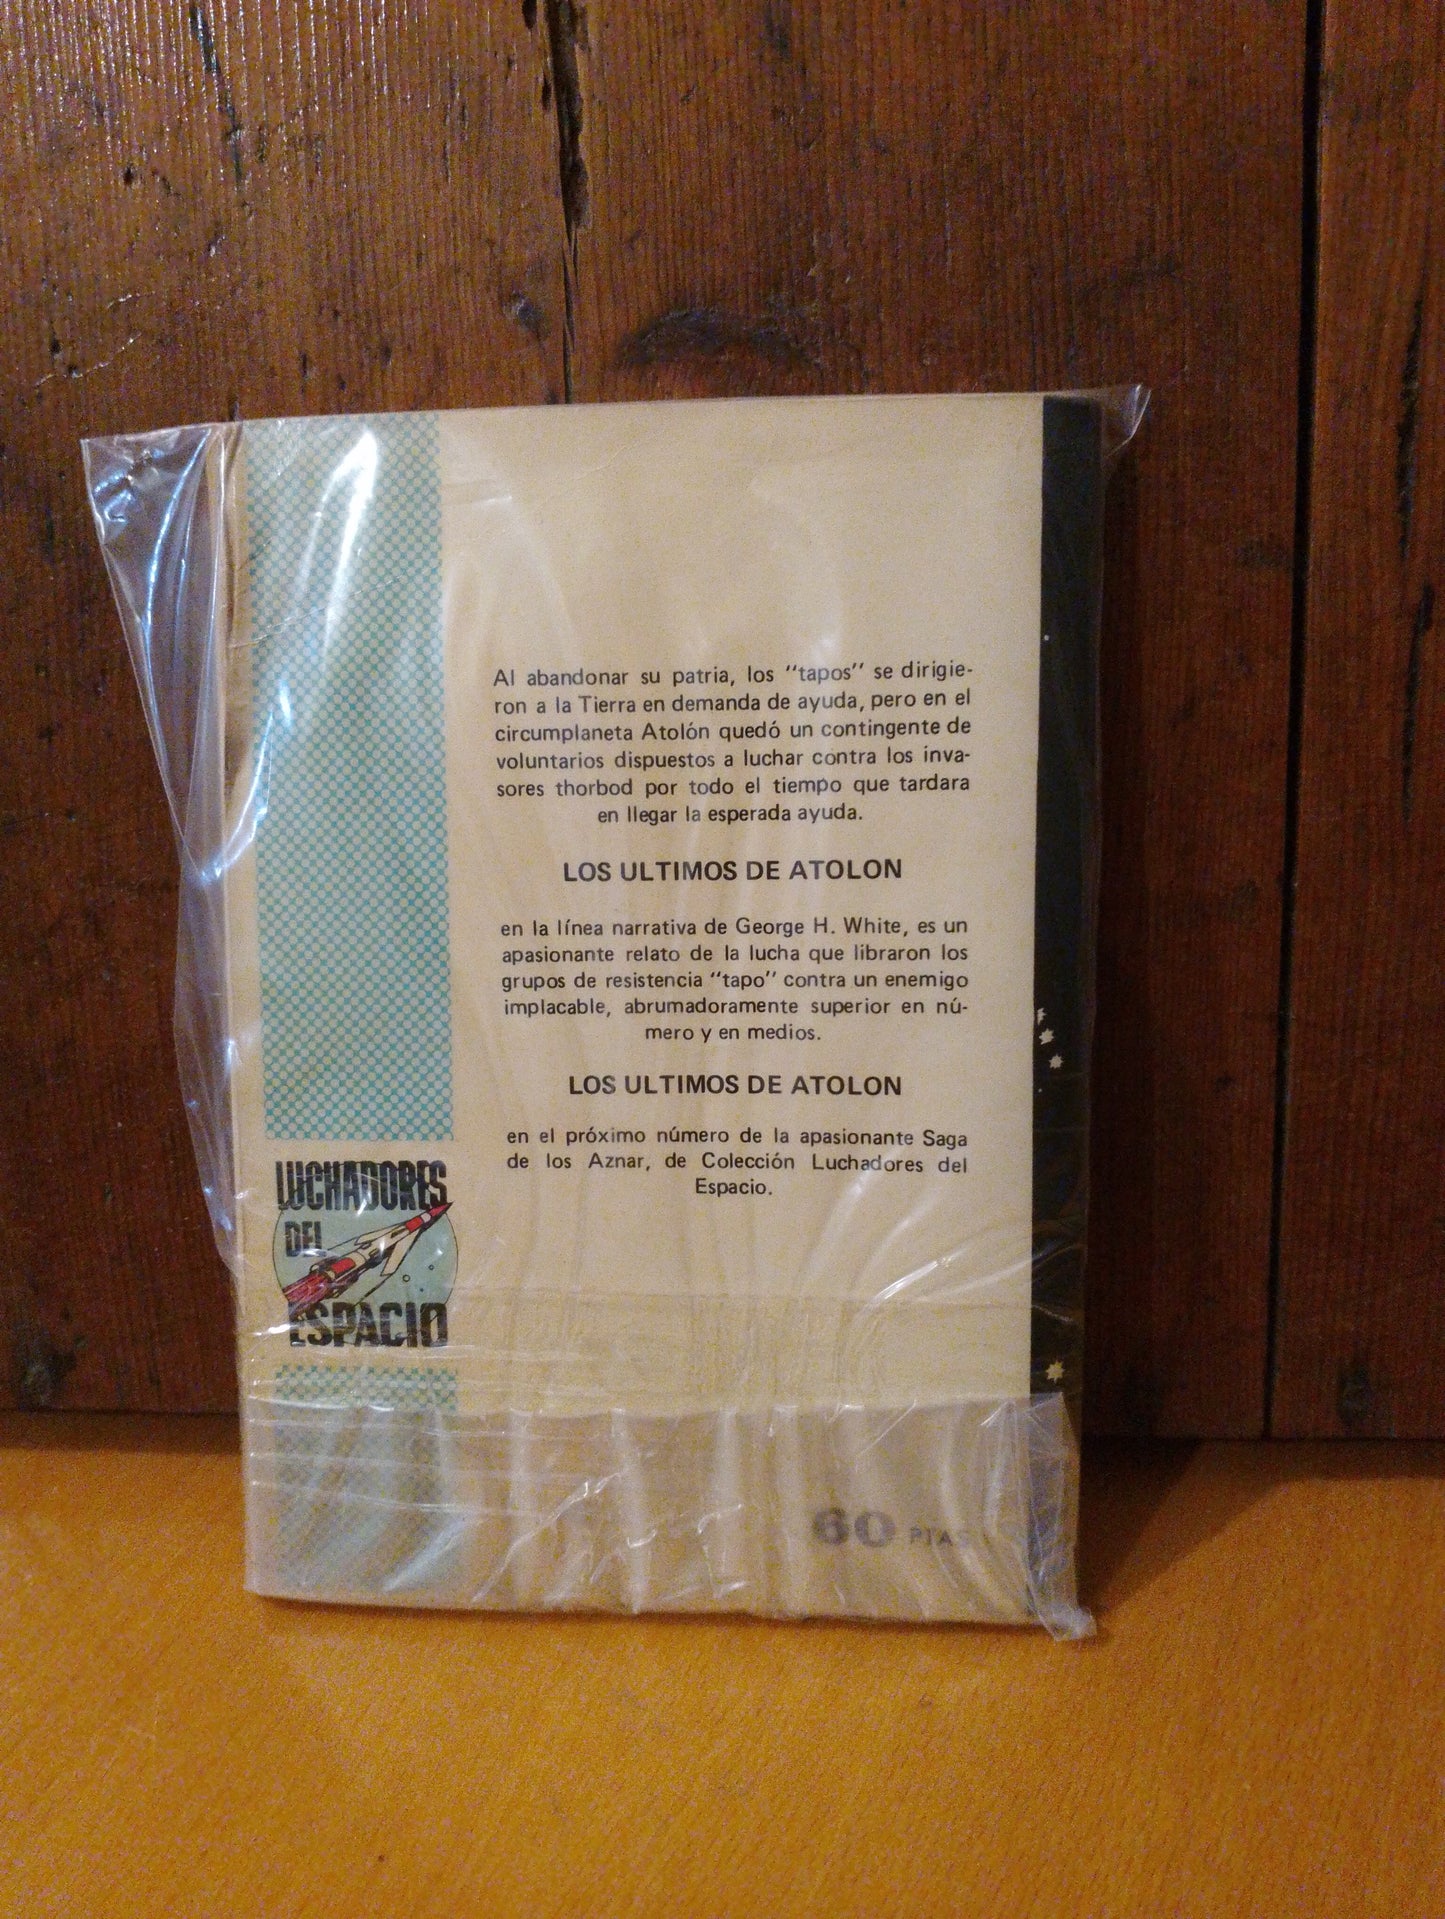 Al abandonar su patria, los "tapos" se dirigie-
ron a la Tierra en demanda de ayuda, pero en el
circumplaneta Atolón quedó un contingente de
voluntarios dispuestos a luchar contra los inva-
sores thorbod por todo el tiempo que tardara
en llegar la esperada ayuda.
LOS ULTIMOS DE ATOLON
en la línea narrativa de George H. White, es un
apasionante relato de la lucha que libraron los
grupos de resistencia "tapo" contra un enemigo
implacable, abrumadoramente superior en nú-
mero y en medios.
LOS ULTIMOS DE ATOLON
en el próximo número de la apasionante Saga
de los Aznar, de Colección Luchadores del
Espacio.
LUCHADORES
DEL
ESPACIO
60 PTAS